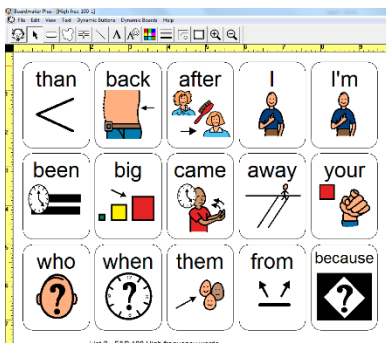 Boardmaker Plus - [High freq 100 L]
File Edit View Text Dynamic Buttons Dynamic Boards Help
than back after I I'm
been big came away your
who when them from because